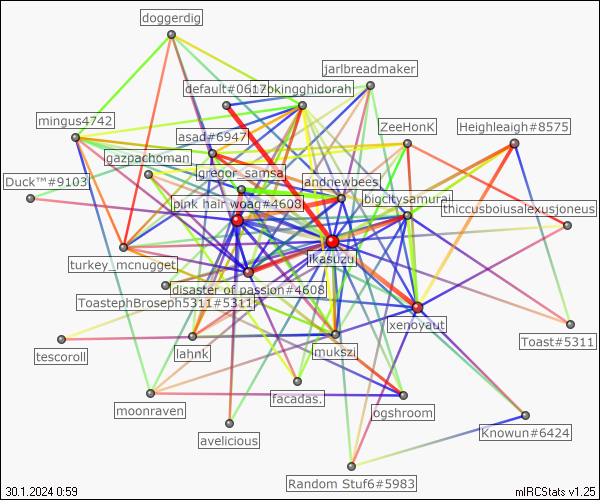 doggerdig
jarlbreadmaker
default#0617
okingghidorah
mingus4742
ZeeHonK
Heighleigh#8575
asad#6947
gazpachoman
gregor_samsa
andnewbees
Duck™#9103
bigcitysamurai
pink hair woag#4608
thiccusboiusalexusjoneus
ikasuzu
turkey_mcnugget
disaster of passion#4608
ToastephBroseph5311#5311
xenoyaut
Toast#5311
tescoroll
lahnk
mukszi
moonraven
facadas.
ogshroom
avelicious
Knowun#6424
Random Stuf6#5983
30.1.2024 0:59
mIRCStats v1.25